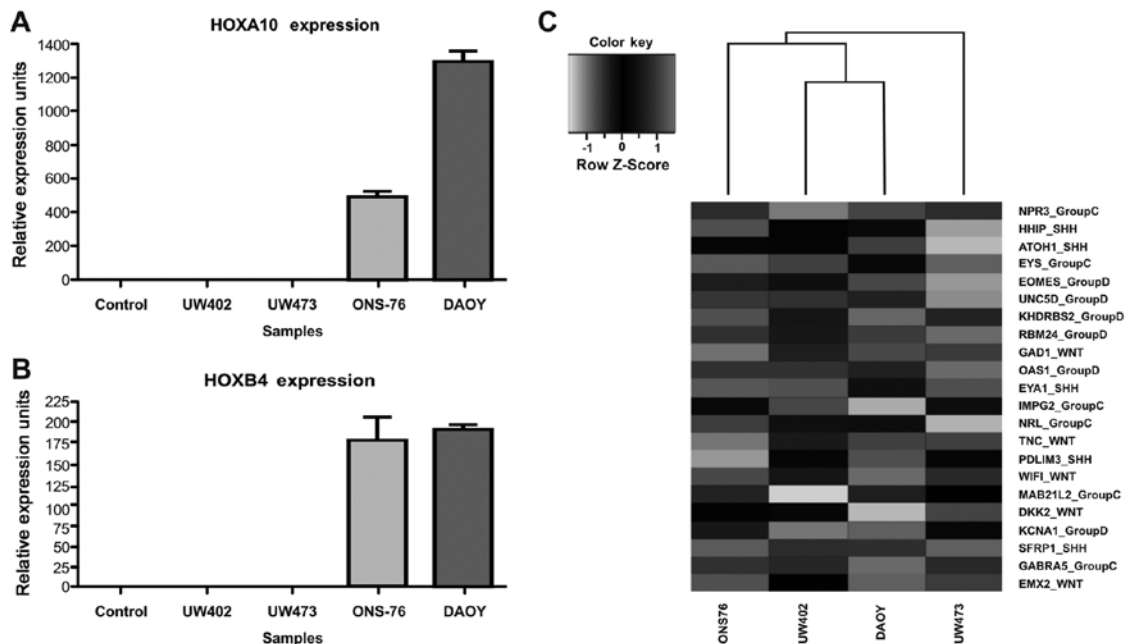 A
HOXA10 expression
Relative expression units
1400
1200
1000
800
600
400
200
0
Control UW402 UW473 ONS-76 DAOY
Samples
B
HOXB4 expression
Relative expression units
225
200
175
150
125
100
75
50
25
0
Control UW402 UW473 ONS-76 DAOY
Samples
C
Color key
-1 0 1
Row Z-Score
NPR3_GroupC
HHIP_SHH
ATOH1_SHH
EYS_GroupC
EOMES_GroupD
UNC5D_GroupD
KHDRBS2_GroupD
RBM24_GroupD
GAD1_WNT
OAS1_GroupD
EYA1_SHH
IMPG2_GroupC
NRL_GroupC
TNC_WNT
PDLIM3_SHH
WIFI_WNT
MAB21L2_GroupC
DKK2_WNT
KCNA1_GroupD
SFRP1_SHH
GABRA5_GroupC
EMX2_WNT
ONS76
UW402
DAOY
UW473